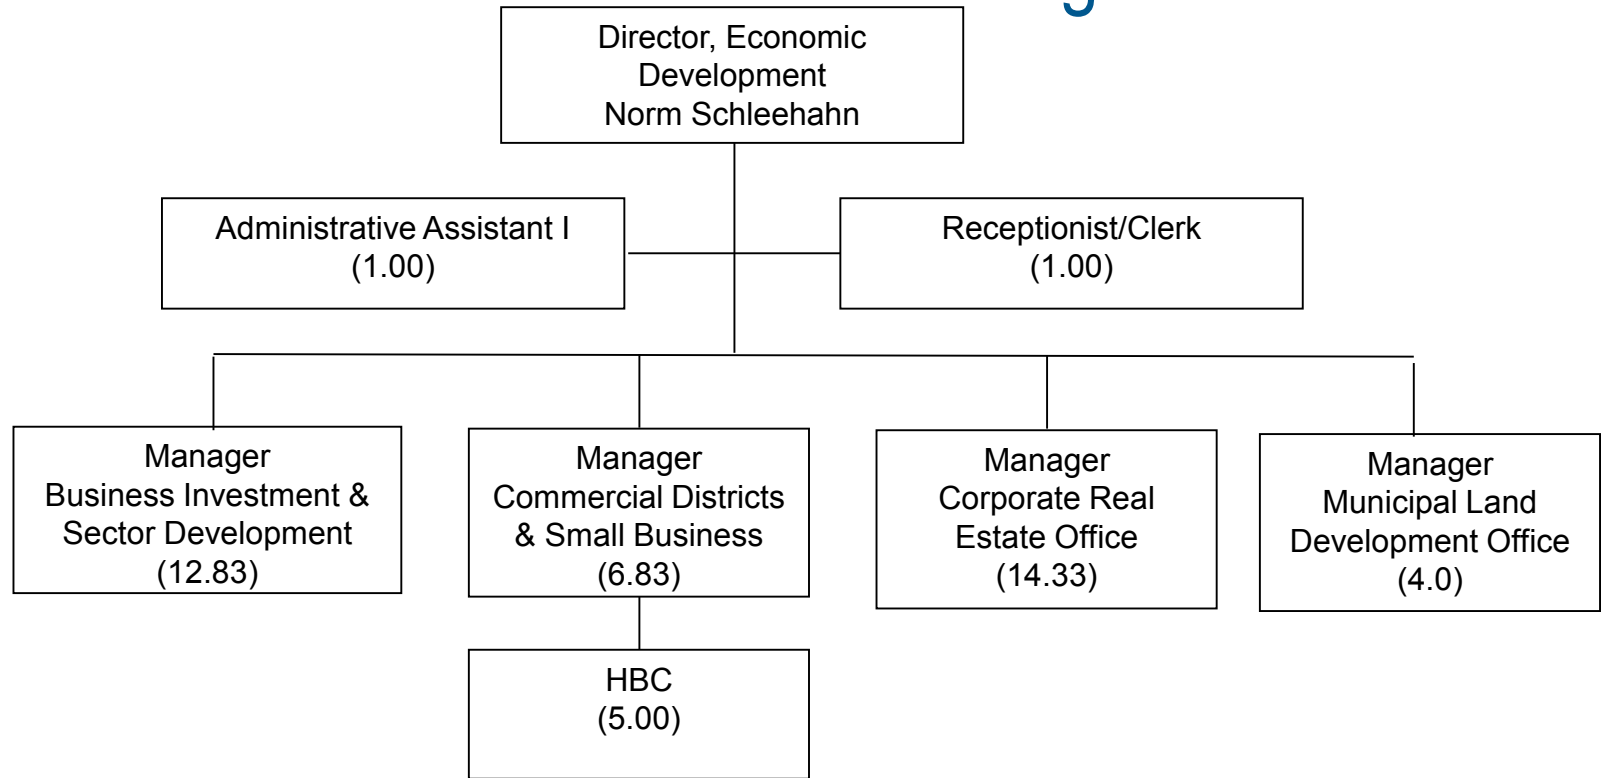 Director, Economic
Development
Norm Schleehahn
Administrative Assistant I
(1.00)
Receptionist/Clerk
(1.00)
Manager
Business Investment &
Sector Development
(12.83)
Manager
Commercial Districts
& Small Business
(6.83)
Manager
Corporate Real
Estate Office
(14.33)
Manager
Municipal Land
Development Office
(4.0)
HBC
(5.00)